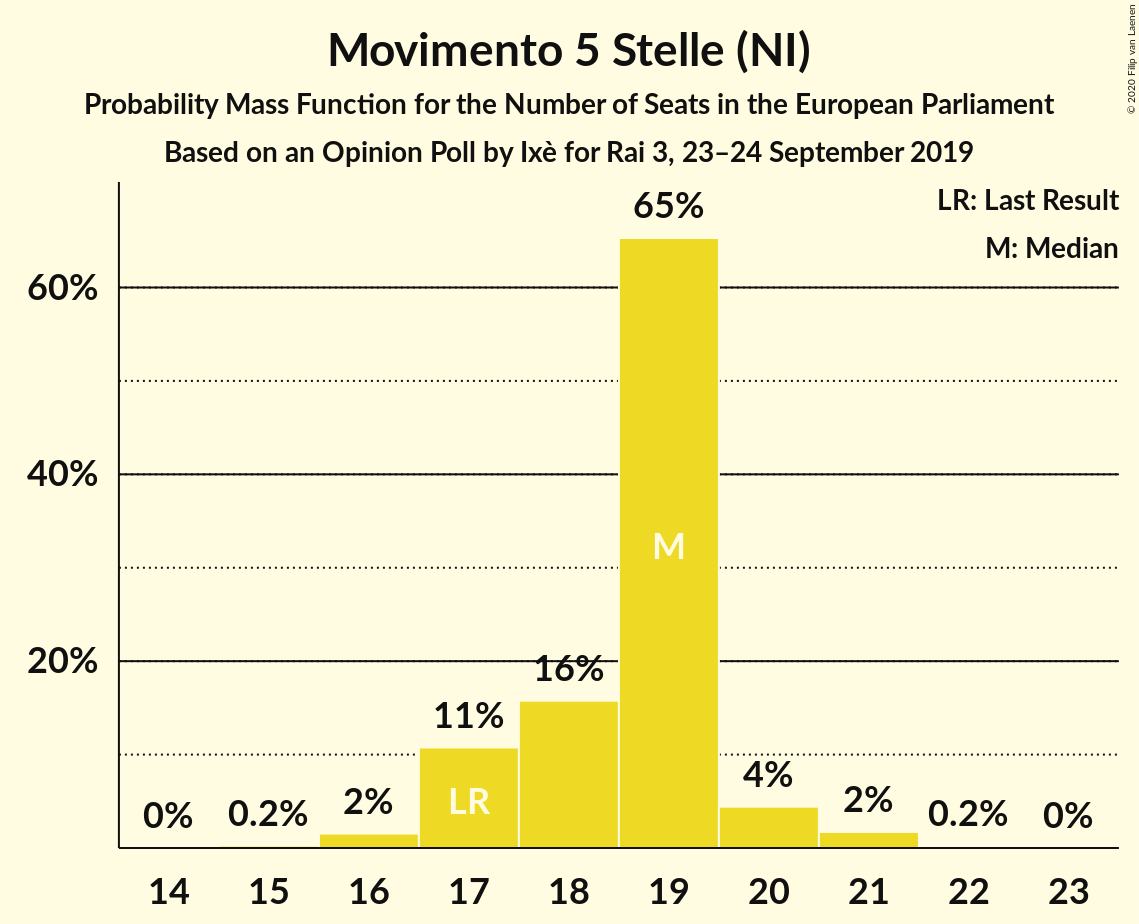 Movimento 5 Stelle (NI)
Probability Mass Function for the Number of Seats in the European Parliament
Based on an Opinion Poll by Ixè for Rai 3, 23–24 September 2019
© 2020 Filip van Laenen
LR: Last Result
M: Median
60%
40%
20%
0%
0.2%
2%
11%
16%
65%
4%
2%
0.2%
0%
LR
M
14 15 16 17 18 19 20 21 22 23